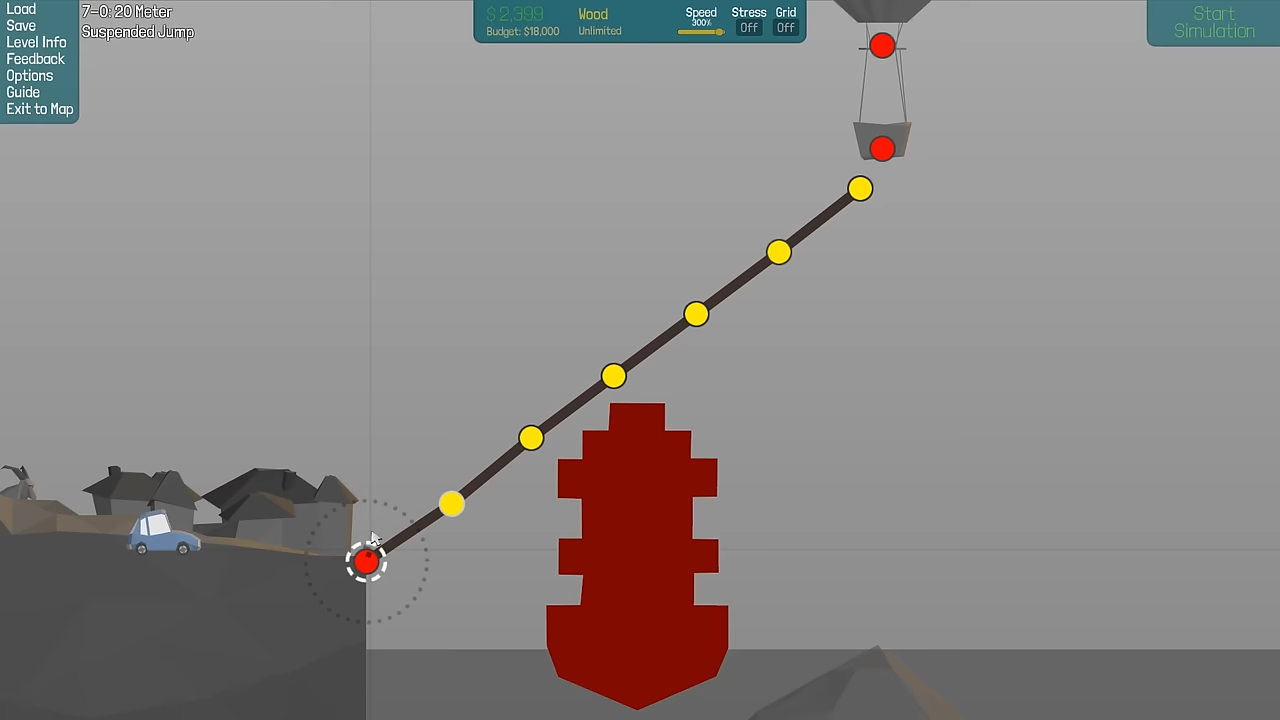 Load
Save
Level Info
Feedback
Options
Guide
Exit to Map
7-0: 20 Meter
Suspended Jump
$ 2,399
Budget: $18,000
Wood
Unlimited
Speed
300%
Stress
Off
Grid
Off
Start
Simulation